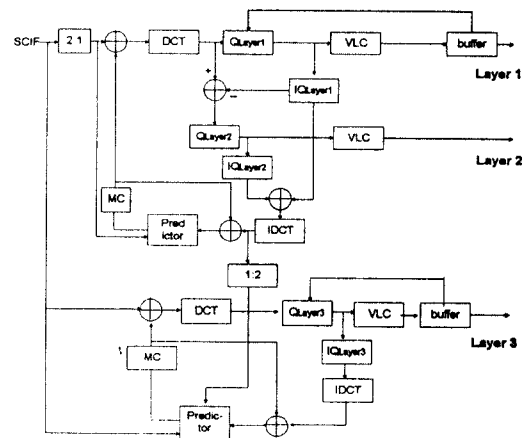 SCIF
2 1
DCT
QLayer1
VLC
buffer
Layer 1
+
−
IQLayer1
QLayer2
VLC
Layer 2
IQLayer2
MC
Pred
ictor
IDCT
1:2
DCT
QLayer3
VLC
buffer
Layer 3
MC
IQLayer3
IDCT
Predic-
tor